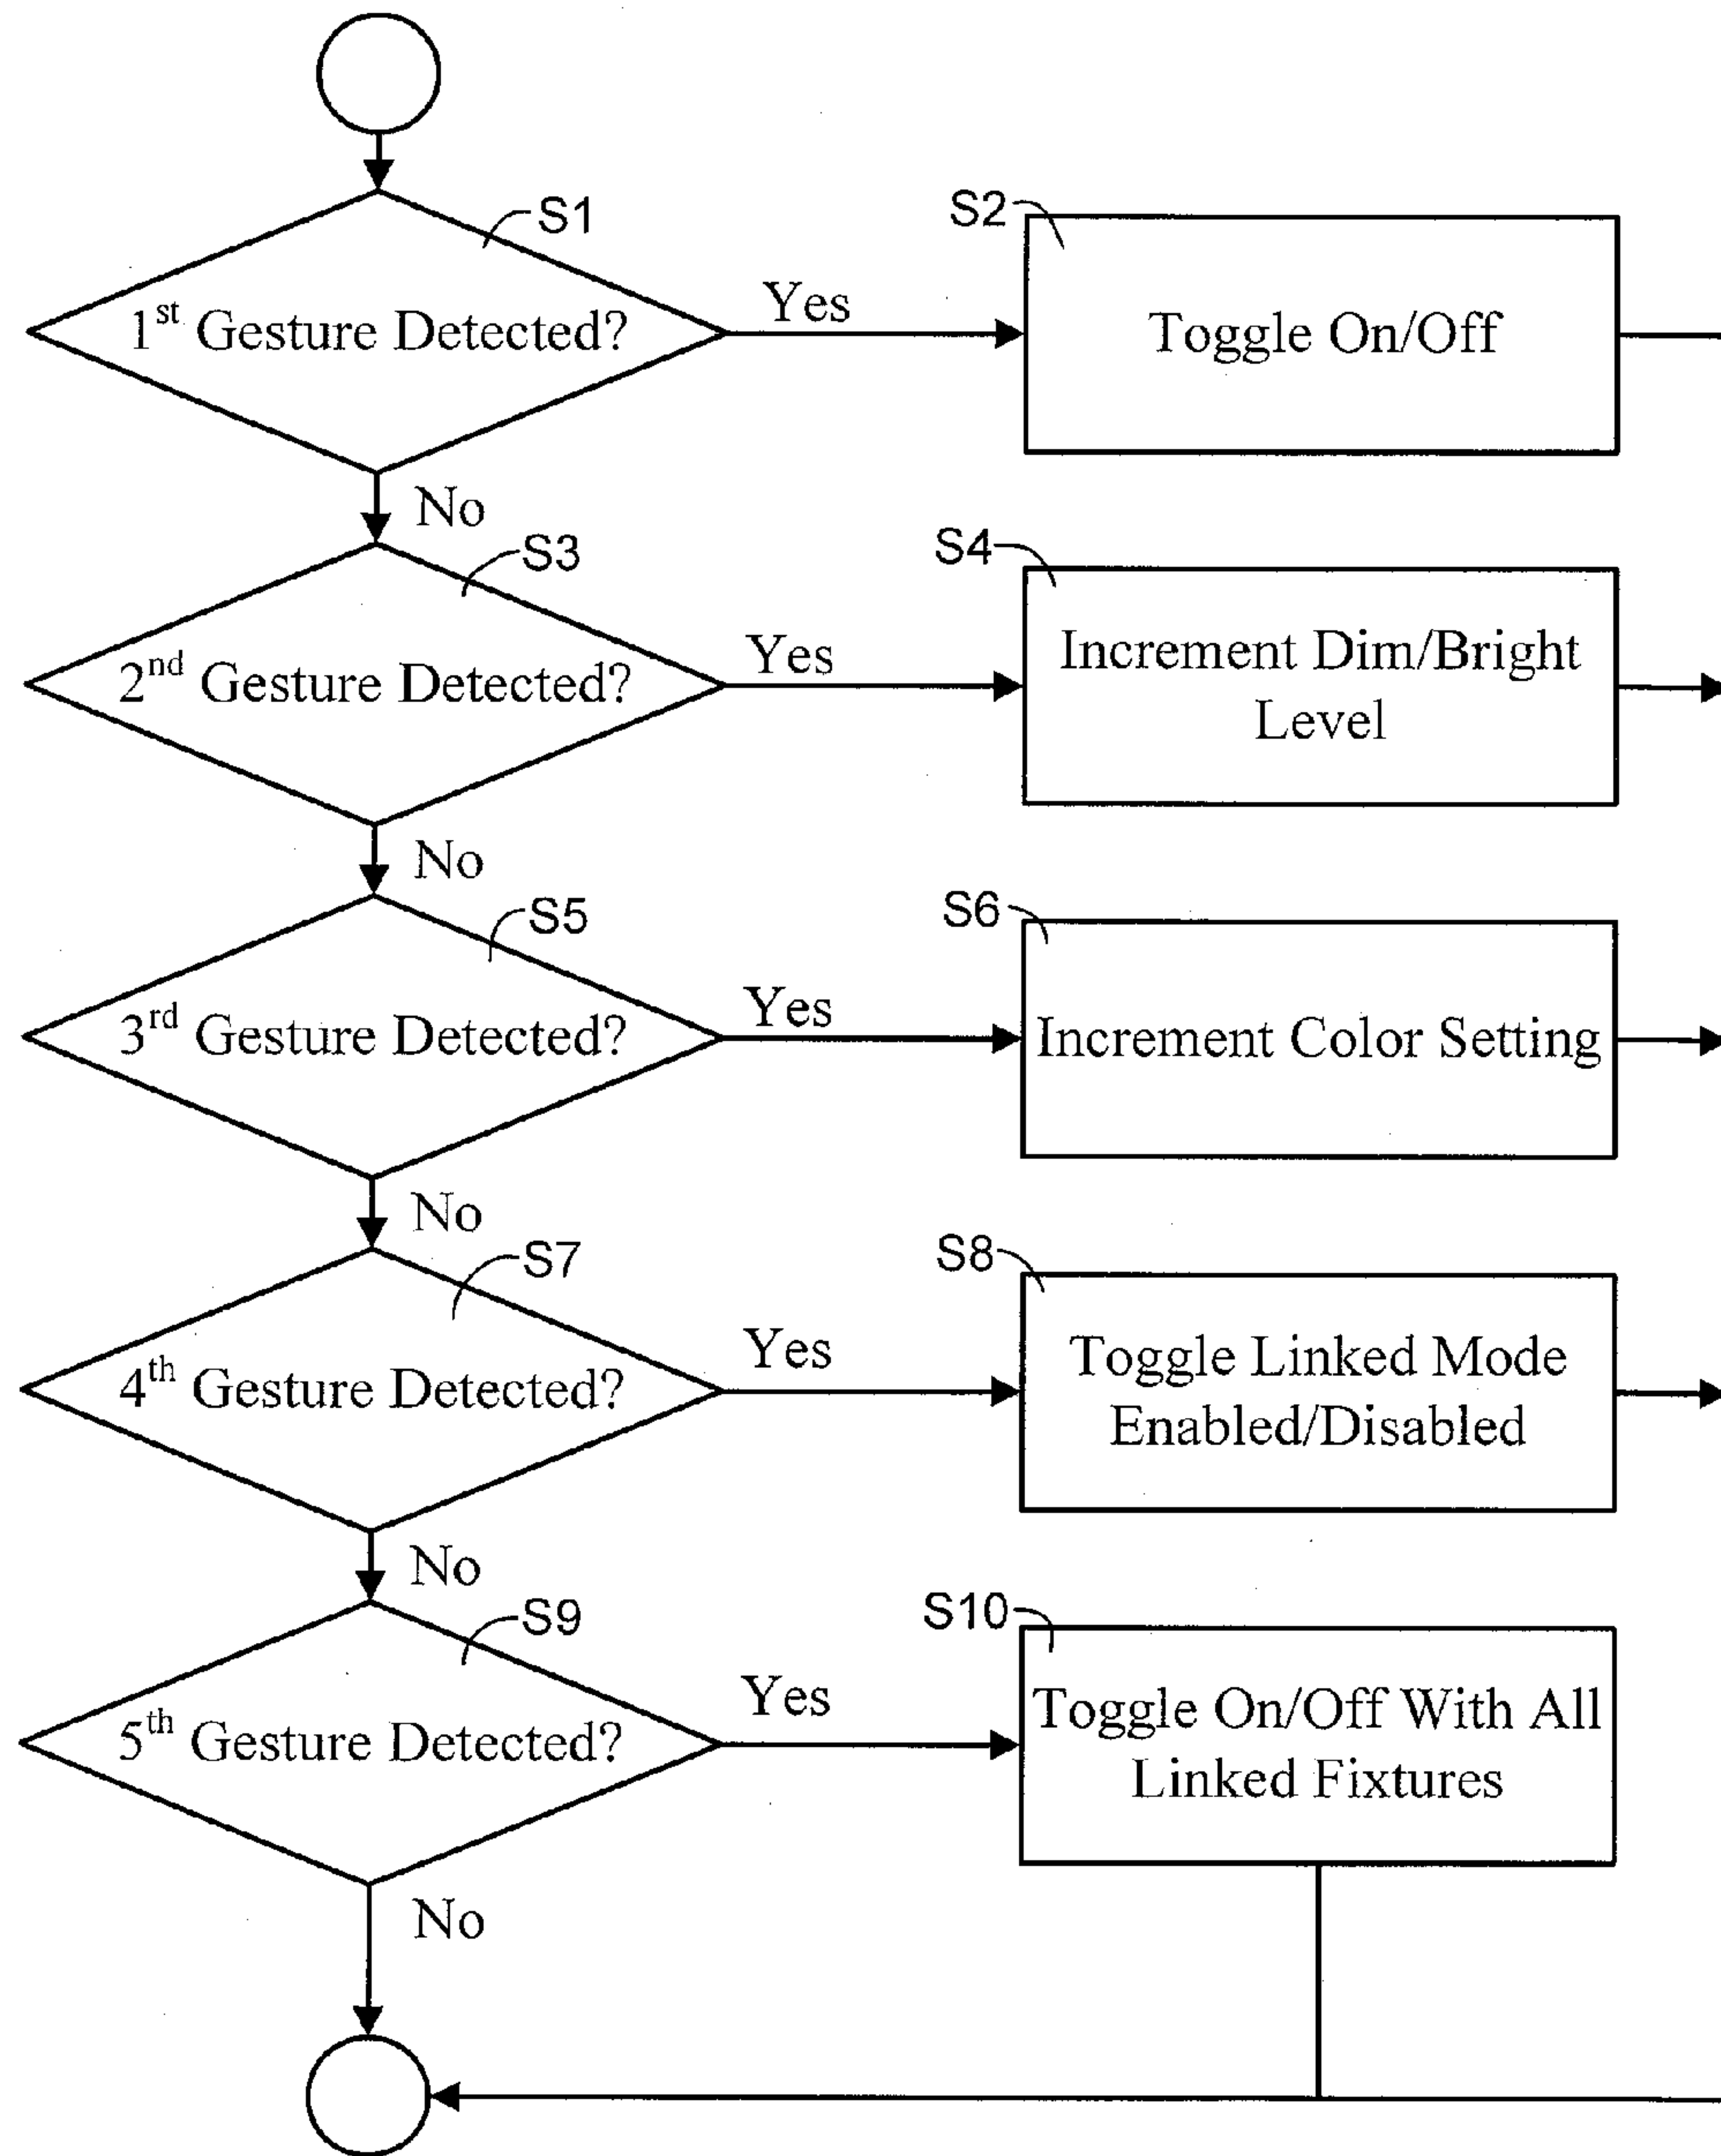 S1
1st Gesture Detected?
Yes
S2
Toggle On/Off
No
S3
2nd Gesture Detected?
Yes
S4
Increment Dim/Bright
Level
No
S5
3rd Gesture Detected?
Yes
S6
Increment Color Setting
No
S7
4th Gesture Detected?
Yes
S8
Toggle Linked Mode
Enabled/Disabled
No
S9
5th Gesture Detected?
Yes
S10
Toggle On/Off With All
Linked Fixtures
No